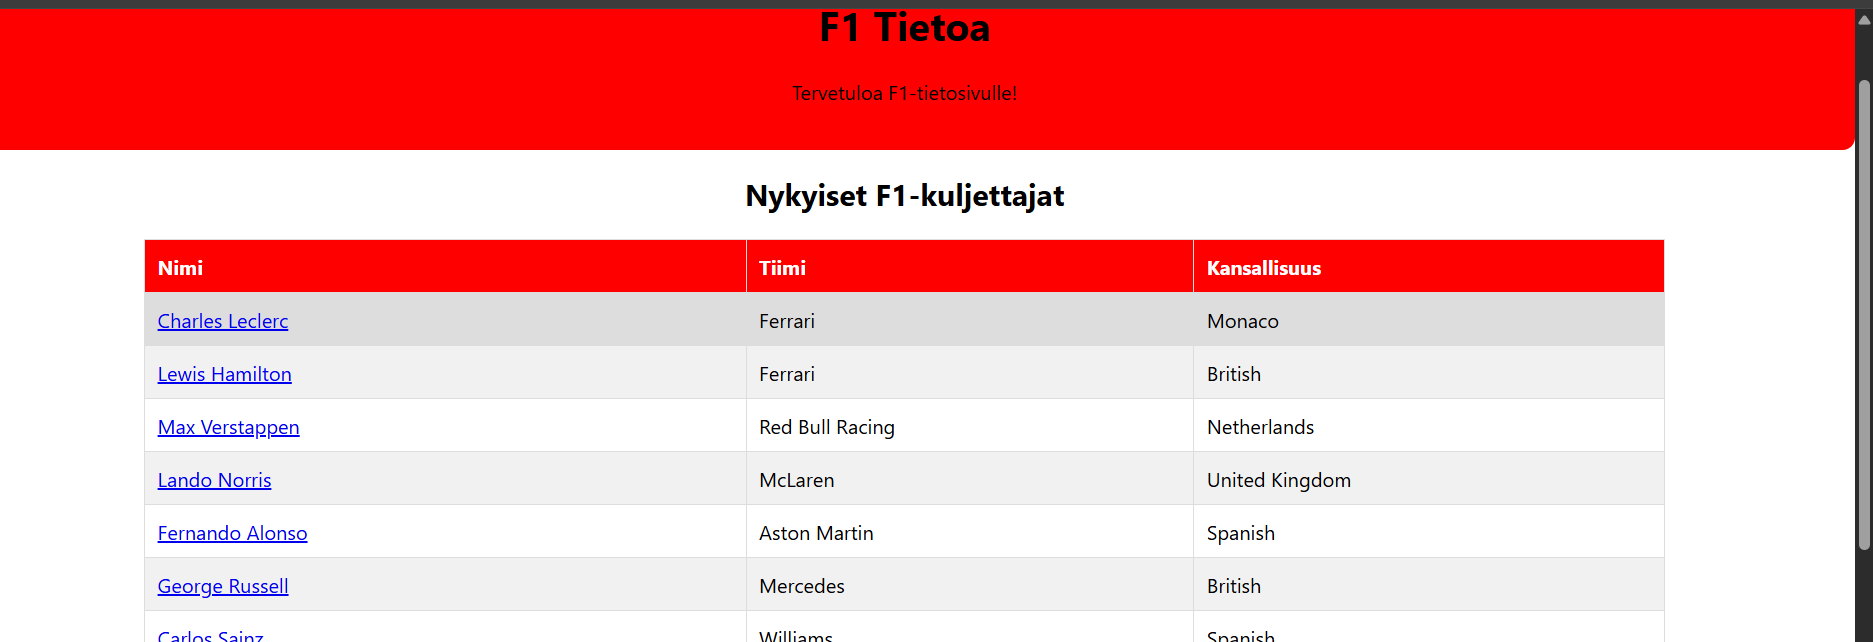 F1 Tietoa
Tervetuloa F1-tietosivulle!
Nykyiset F1-kuljettajat
Nimi Tiimi Kansallisuus
Charles Leclerc Ferrari Monaco
Lewis Hamilton Ferrari British
Max Verstappen Red Bull Racing Netherlands
Lando Norris McLaren United Kingdom
Fernando Alonso Aston Martin Spanish
George Russell Mercedes British
Carlos Sainz Williams Spanish